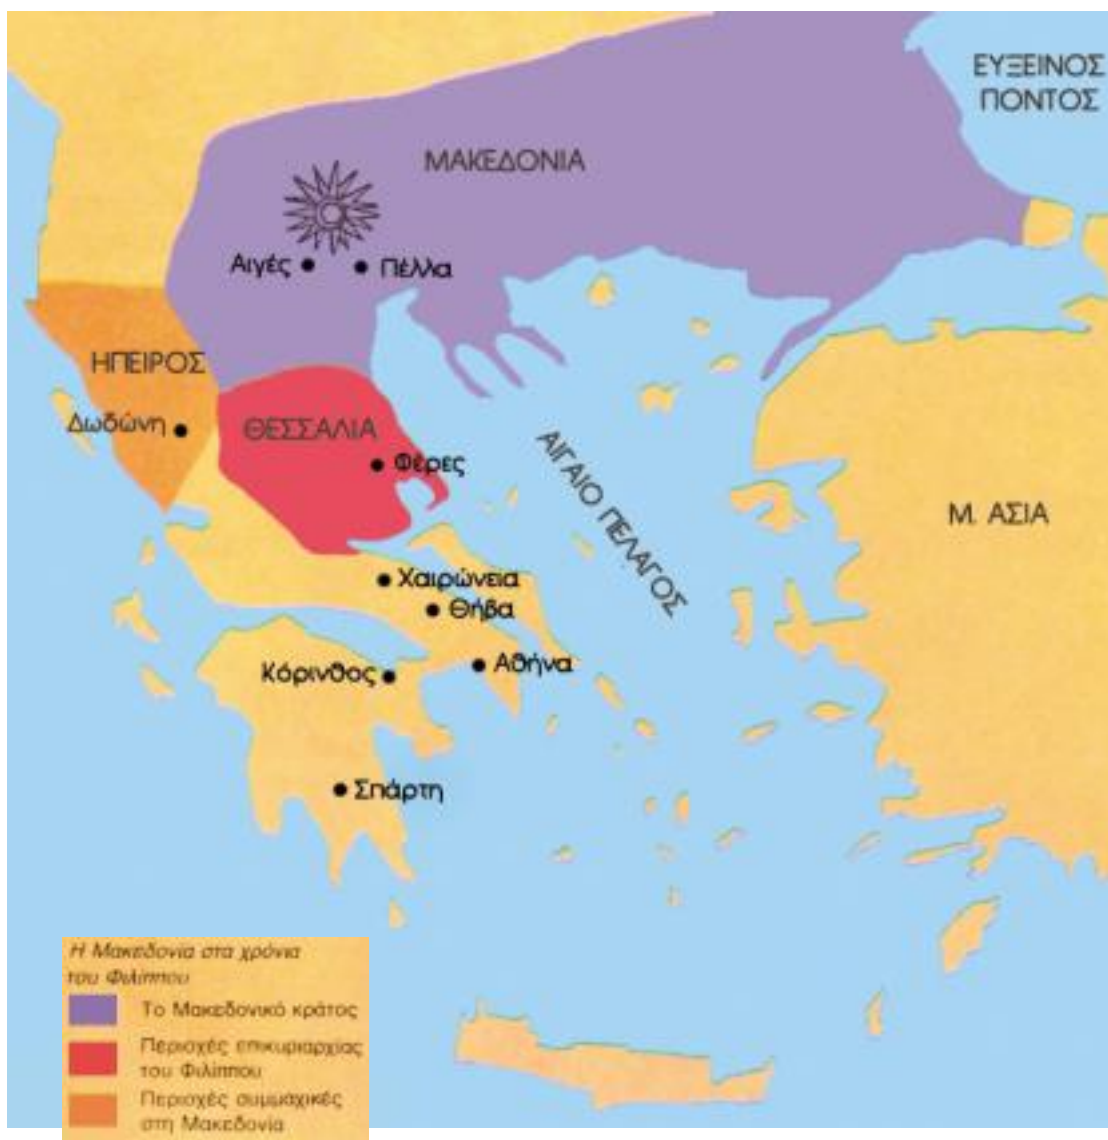 ΕΥΞΕΙΝΟΣ
ΠΟΝΤΟΣ
ΜΑΚΕΔΟΝΙΑ
Αιγές
Πέλλα
ΗΠΕΙΡΟΣ
Δωδώνη
ΘΕΣΣΑΛΙΑ
Φέρες
ΑΙΓΑΙΟ ΠΕΛΑΓΟΣ
Μ. ΑΣΙΑ
Χαιρώνεια
Θήβα
Αθήνα
Κόρινθος
Σπάρτη
Η Μακεδονία στα χρόνια
του Φιλίππου
Το Μακεδονικό κράτος
Περιοχές επικυριαρχίας
του Φιλίππου
Περιοχές συμμαχικές
στη Μακεδονία